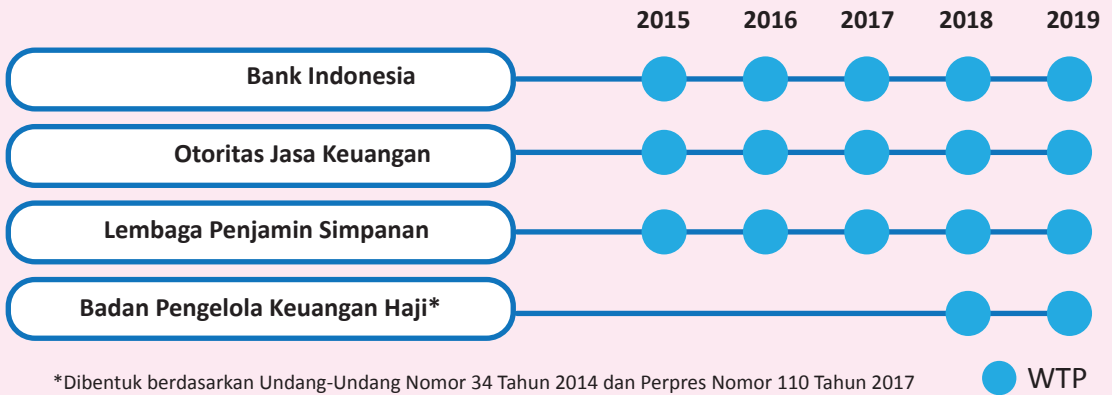 2015 2016 2017 2018 2019
Bank Indonesia
Otoritas Jasa Keuangan
Lembaga Penjamin Simpanan
Badan Pengelola Keuangan Haji*
*Dibentuk berdasarkan Undang-Undang Nomor 34 Tahun 2014 dan Perpres Nomor 110 Tahun 2017
WTP